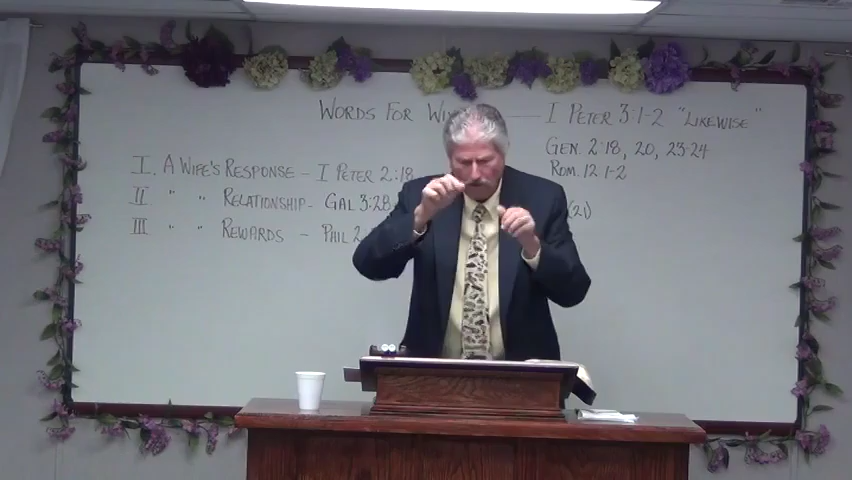 WORDS FOR — I PETER 3:1-2 "LIKEWISE"
GEN. 2:18, 20, 23-24
ROM. 12 1-2
I. A WIFE'S RESPONSE - I PETER 2:18
II " " RELATIONSHIP - GAL 3:28
(21)
III " " REWARDS - PHIL 2